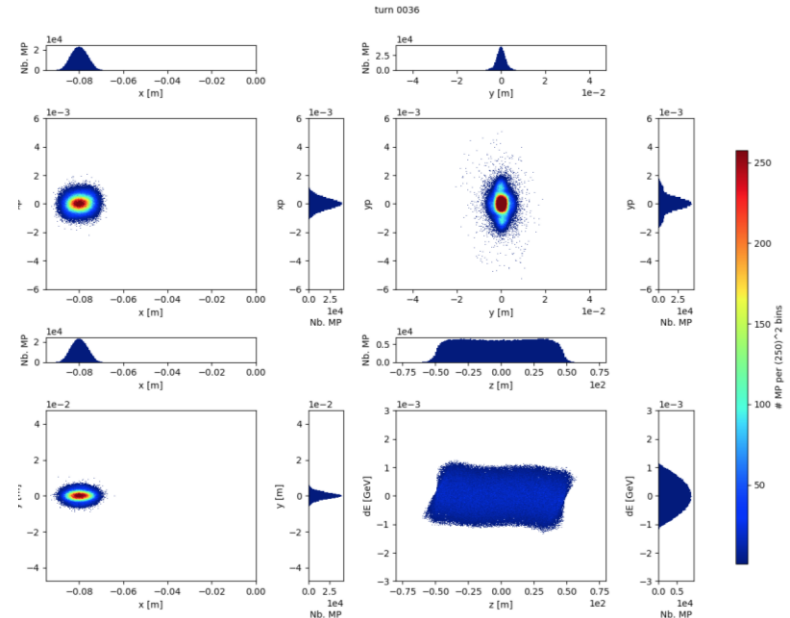 turn 0036
1e4
Nb. MP
2
0
−0.08 −0.06 −0.04 −0.02 0.00
x [m]
Nb. MP
2.5
0.0
−4 −2 0 2 4
y [m]
1e−2
1e−3
6
4
2
0
−2
−4
−6
−0.08 −0.06 −0.04 −0.02 0.00
x [m]
1e−3
xp
6
4
2
0
−2
−4
−6
0.0 2.5
1e4
Nb. MP
1e−3
yp
6
4
2
0
−2
−4
−6
−4 −2 0 2 4
y [m]
1e−2
1e−3
yp
6
4
2
0
−2
−4
−6
0.0 2.5
1e4
Nb. MP
250
200
150
100
50
# MP per (250)^2 bins
1e4
Nb. MP
2
0
−0.08 −0.06 −0.04 −0.02 0.00
x [m]
1e4
Nb. MP
0.5
0.0
−0.75 −0.50 −0.25 0.00 0.25 0.50 0.75
z [m]
1e2
1e−2
4
2
0
−2
−4
−0.08 −0.06 −0.04 −0.02 0.00
x [m]
1e−2
y [m]
4
2
0
−2
−4
0.0 2.5
1e4
Nb. MP
1e−3
dE [GeV]
3
2
1
0
−1
−2
−3
−0.75 −0.50 −0.25 0.00 0.25 0.50 0.75
z [m]
1e2
1e−3
dE [GeV]
3
2
1
0
−1
−2
−3
0.0 0.5
1e4
Nb. MP